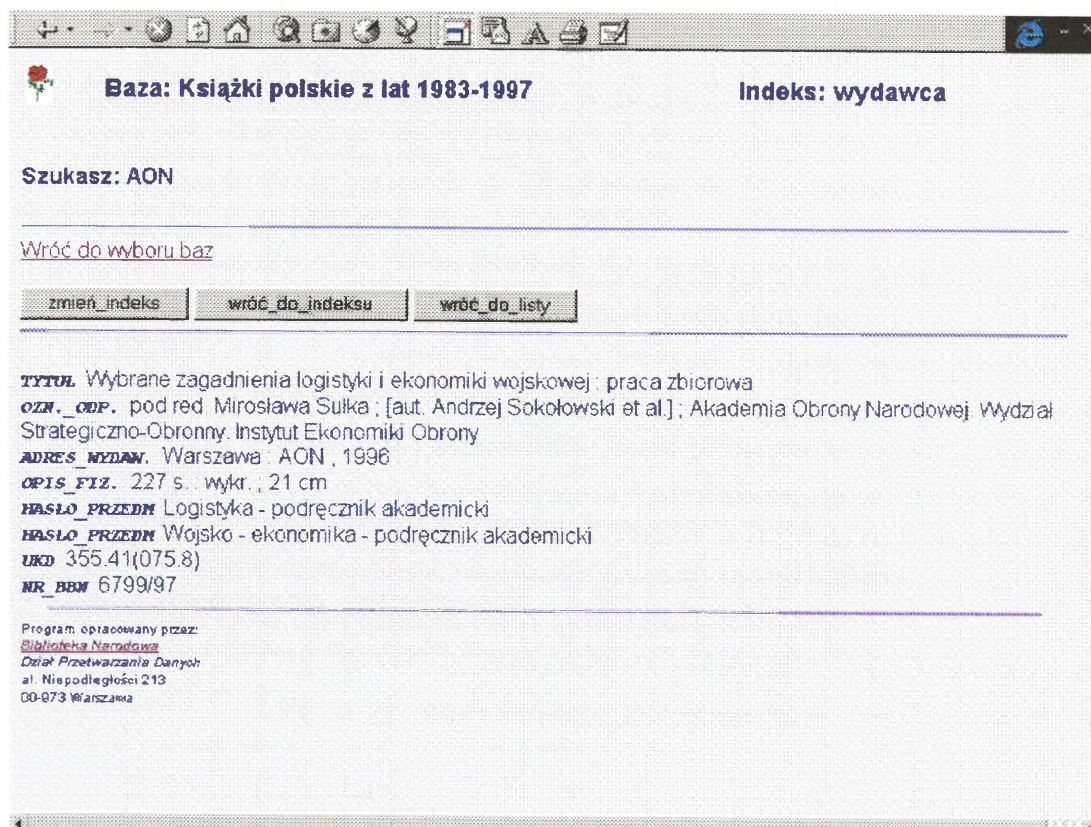 Baza: Książki polskie z lat 1983-1997 Indeks: wydawca
Szukasz: AON
Wróć do wyboru baz
zmień_indeks wróć_do_indeksu wróć_do_listy
TYTUŁ Wybrane zagadnienia logistyki i ekonomiki wojskowej : praca zbiorowa
OZN._ODP. pod red. Mirosława Sułka ; [aut. Andrzej Sokołowski et al.] ; Akademia Obrony Narodowej. Wydział
Strategiczno-Obronny. Instytut Ekonomiki Obrony
ADRES_WYDAW. Warszawa : AON , 1996
OPIS_FIZ. 227 s. : wykr. ; 21 cm
HASŁO_PRZEDM Logistyka - podręcznik akademicki
HASŁO_PRZEDM Wojsko - ekonomika - podręcznik akademicki
UKD 355.41(075.8)
NR_BBN 6799/97
Program opracowany przez:
Biblioteka Narodowa
Dział Przetwarzania Danych
al. Niepodległości 213
00-973 Warszawa